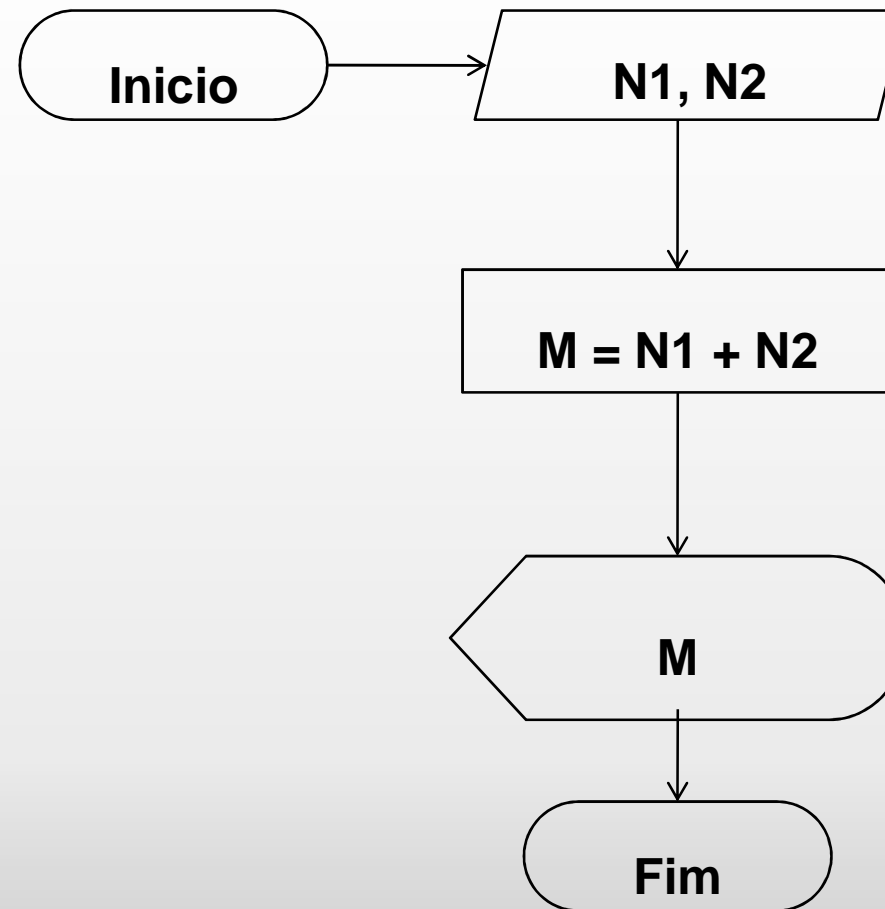 Inicio
N1, N2
M = N1 + N2
M
Fim